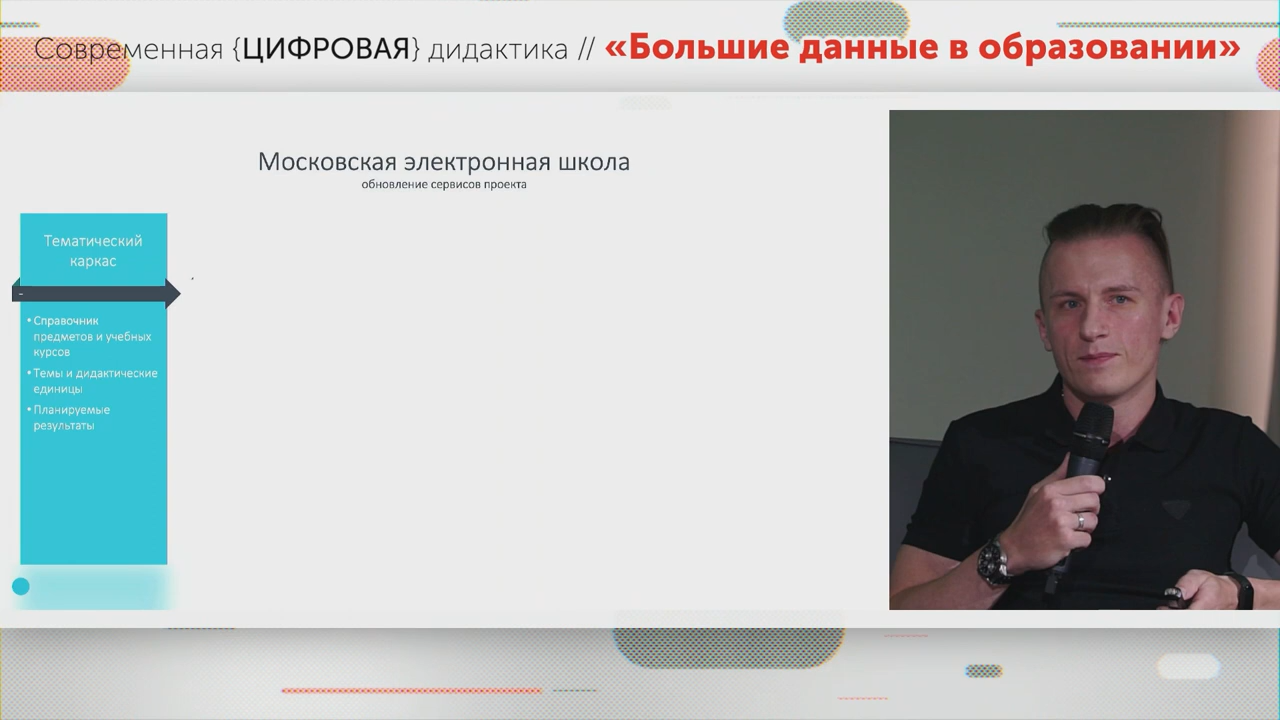 Современная {ЦИФРОВАЯ} дидактика // «Большие данные в образовании»
Московская электронная школа
обновление сервисов проекта
Тематический
каркас
-
• Справочник
предметов и учебных
курсов
• Темы и дидактические
единицы
• Планируемые
результаты